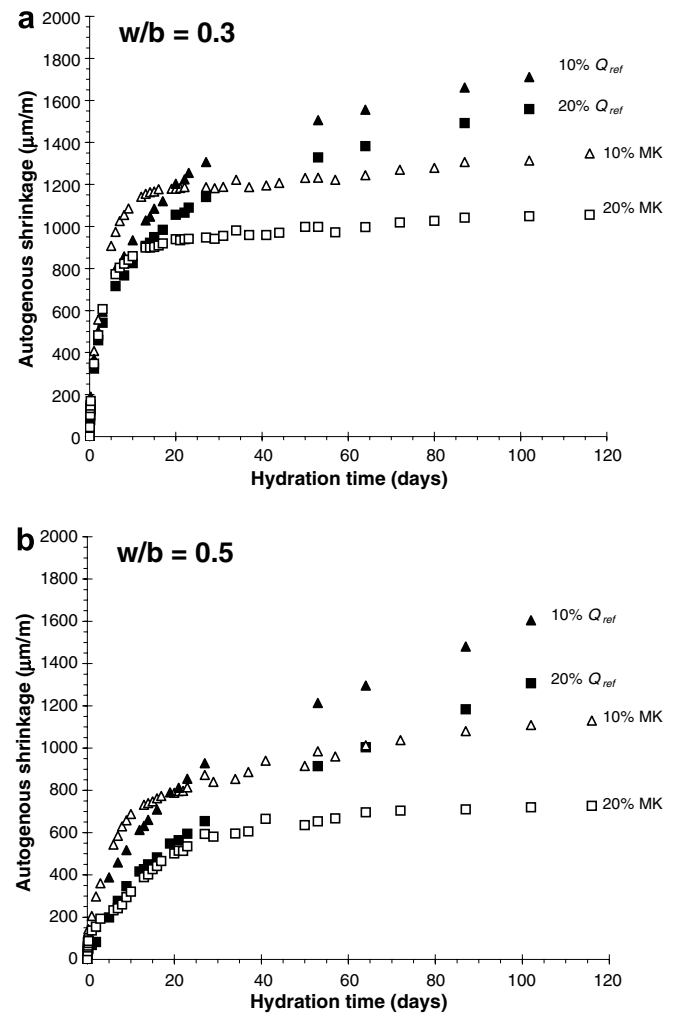 a
w/b = 0.3
Autogenous shrinkage (μm/m)
2000
1800
1600
1400
1200
1000
800
600
400
200
0
10% Qref
20% Qref
10% MK
20% MK
0 20 40 60 80 100 120
Hydration time (days)
b
w/b = 0.5
Autogenous shrinkage (μm/m)
2000
1800
1600
1400
1200
1000
800
600
400
200
0
10% Qref
20% Qref
10% MK
20% MK
0 20 40 60 80 100 120
Hydration time (days)